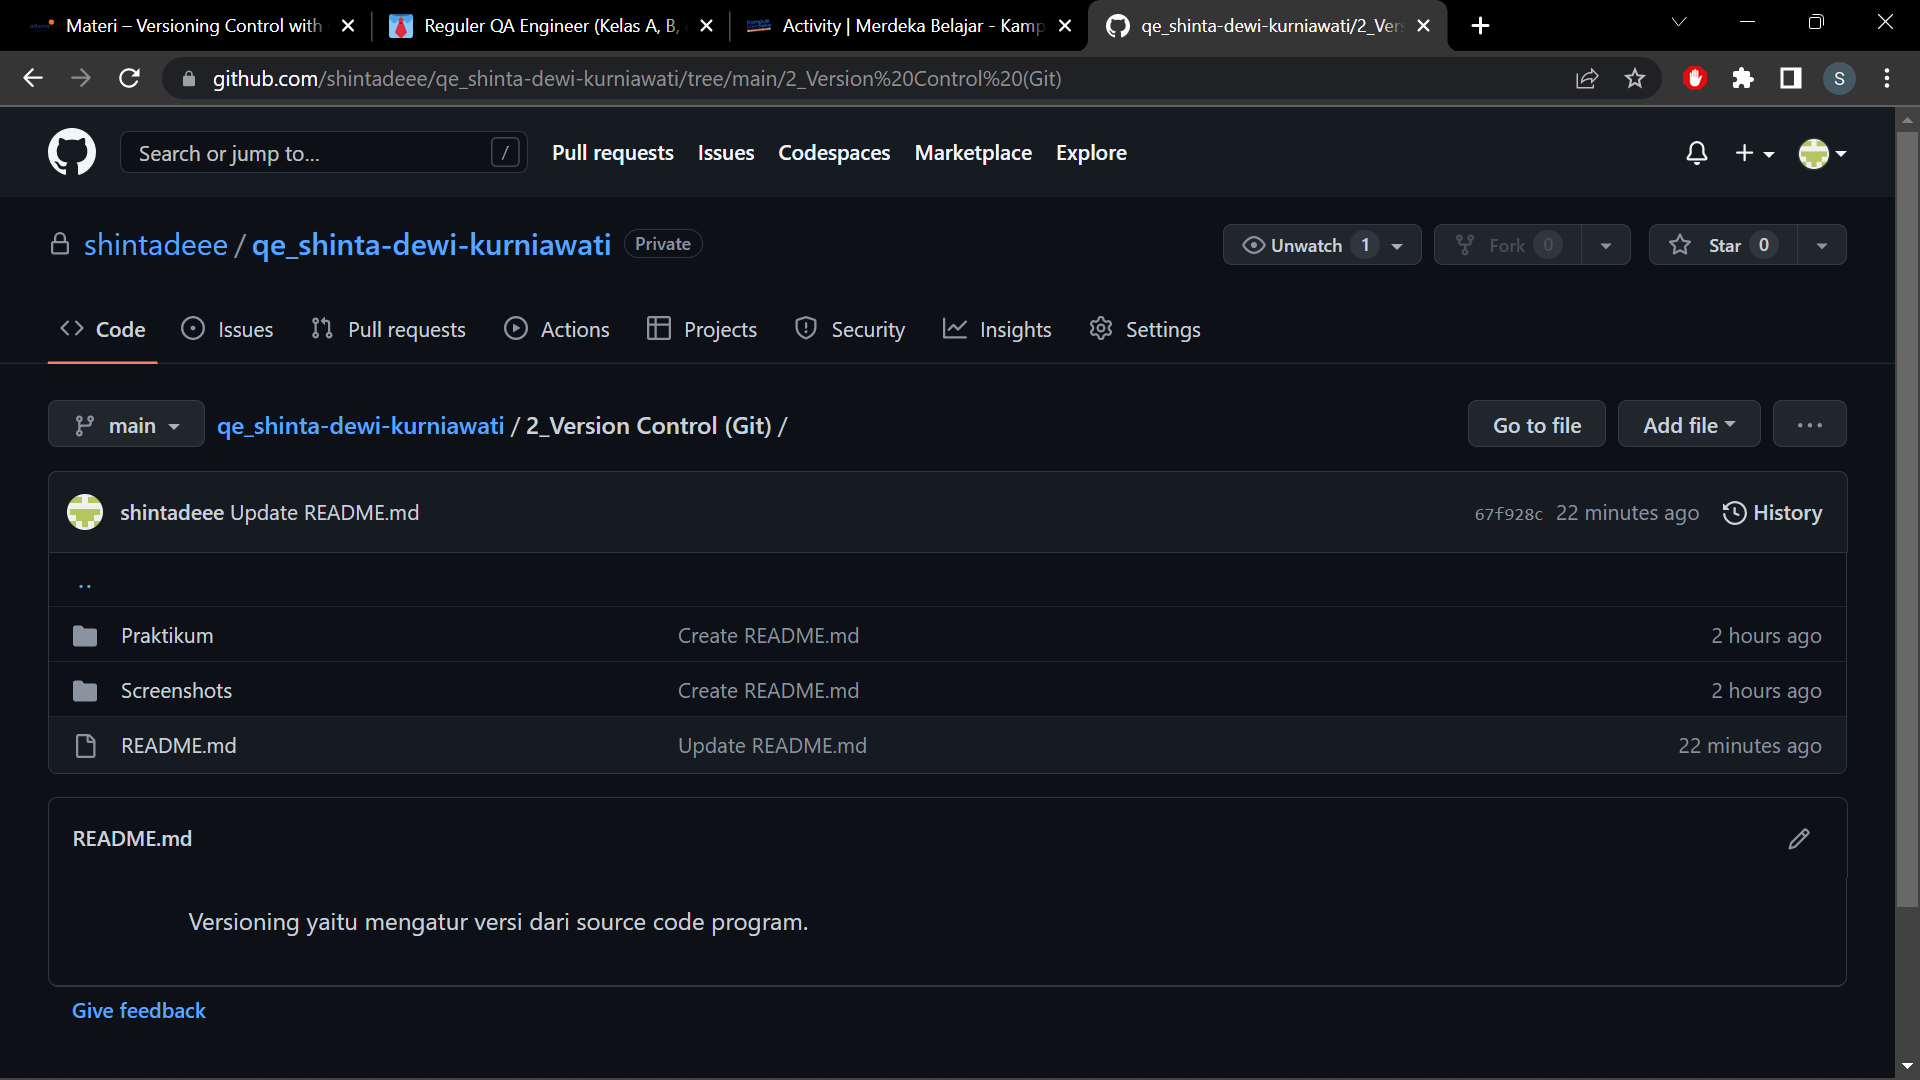 Materi – Versioning Control with
Reguler QA Engineer (Kelas A, B,
Activity | Merdeka Belajar - Kamp
qe_shinta-dewi-kurniawati/2_Ver
github.com/shintadeee/qe_shinta-dewi-kurniawati/tree/main/2_Version%20Control%20(Git)
S
Search or jump to... /
Pull requests Issues Codespaces Marketplace Explore
shintadeee / qe_shinta-dewi-kurniawati Private
Unwatch 1
Fork 0
Star 0
Code Issues Pull requests Actions Projects Security Insights Settings
main
qe_shinta-dewi-kurniawati / 2_Version Control (Git) /
Go to file Add file ...
shintadeee Update README.md 67f928c 22 minutes ago History
..
Praktikum Create README.md 2 hours ago
Screenshots Create README.md 2 hours ago
README.md Update README.md 22 minutes ago
README.md
Versioning yaitu mengatur versi dari source code program.
Give feedback